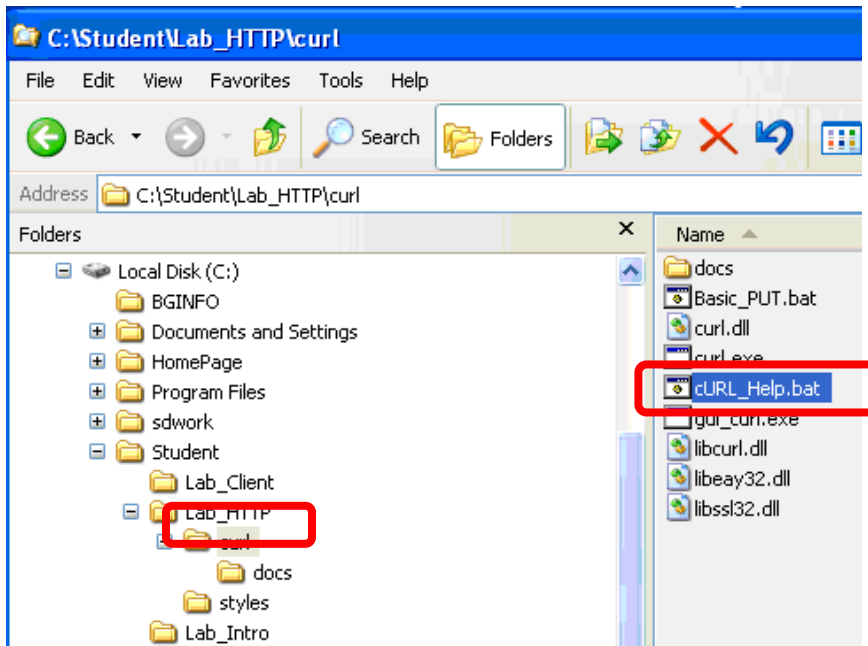 C:\Student\Lab_HTTP\curl
File Edit View Favorites Tools Help
Back Search Folders
Address C:\Student\Lab_HTTP\curl
Folders
Local Disk (C:)
BGINFO
Documents and Settings
HomePage
Program Files
sdwork
Student
Lab_Client
Lab_HTTP
curl
docs
styles
Lab_Intro
Name
docs
Basic_PUT.bat
curl.dll
curl.exe
cURL_Help.bat
gui_curl.exe
libcurl.dll
libeay32.dll
libssl32.dll